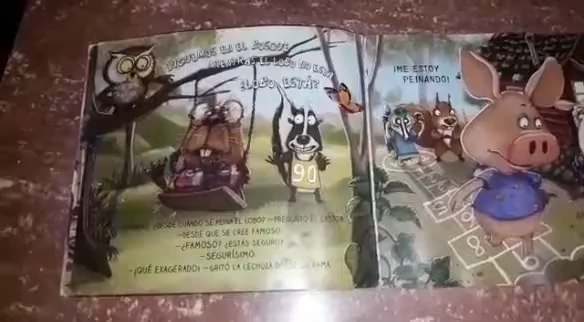 JUGUEMOS EN EL BOSQUE
MIENTRAS EL LOBO NO ESTÁ
¿LOBO ESTÁ?
90
¿DESDE CUÁNDO SE PEINA EL LOBO? – PREGUNTÓ EL CASTOR.
– DESDE QUE SE CREE FAMOSO.
– ¿FAMOSO? ¿ESTÁS SEGURO?
– SEGURÍSIMO.
– ¡QUÉ EXAGERADO! – GRITÓ LA LECHUZA DESDE SU RAMA.
¡ME ESTOY
PEINANDO!
8